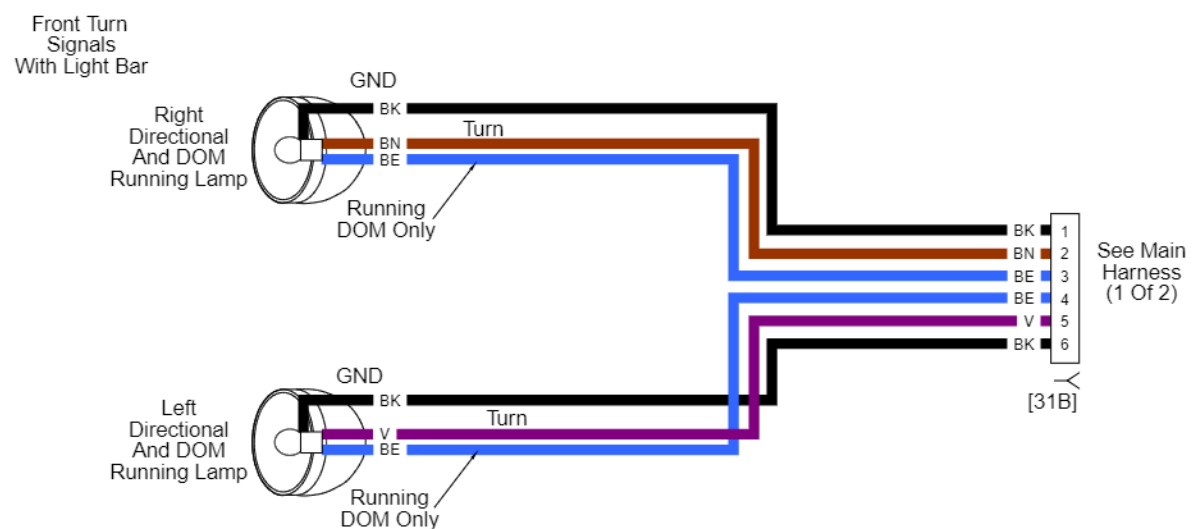 Front Turn
Signals
With Light Bar
GND
Right
Directional
And DOM
Running Lamp
BK
Turn
BN
BE
Running
DOM Only
BK 1
BN 2
BE 3
BE 4
V 5
BK 6
See Main
Harness
(1 Of 2)
[31B]
GND
Left
Directional
And DOM
Running Lamp
BK
Turn
V
BE
Running
DOM Only